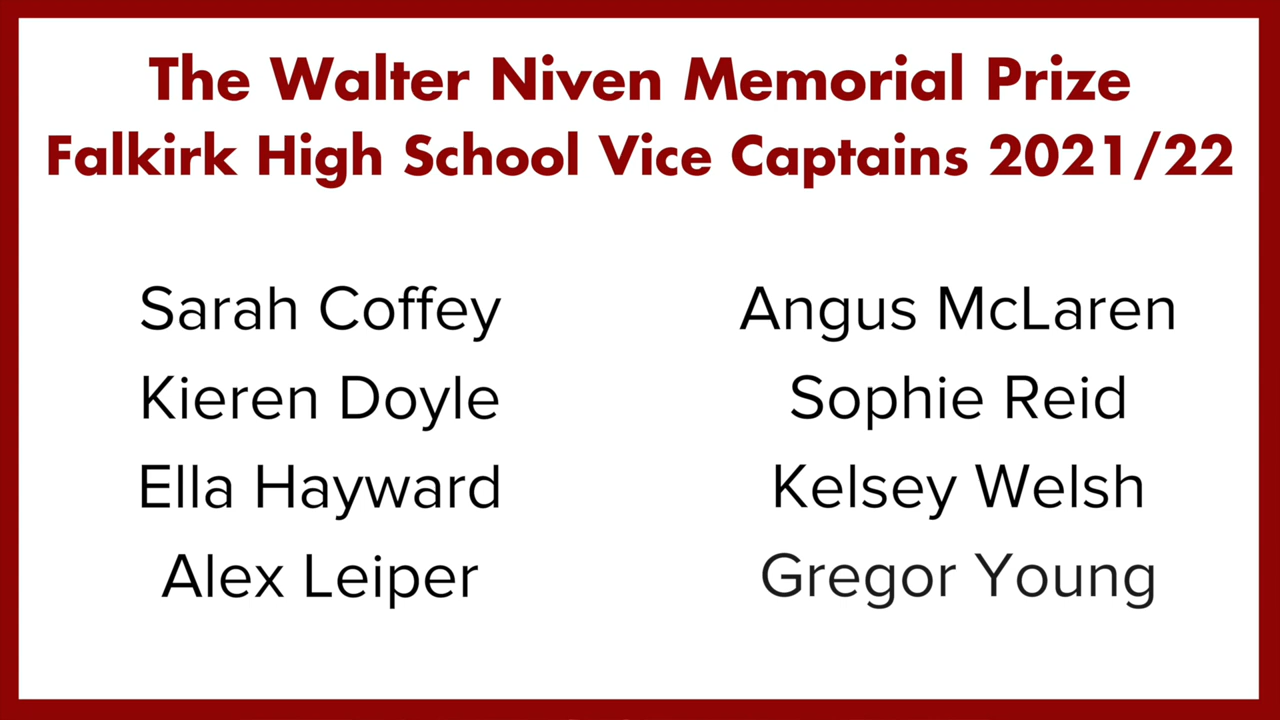 The Walter Niven Memorial Prize
Falkirk High School Vice Captains 2021/22
Sarah Coffey
Kieren Doyle
Ella Hayward
Alex Leiper
Angus McLaren
Sophie Reid
Kelsey Welsh
Gregor Young